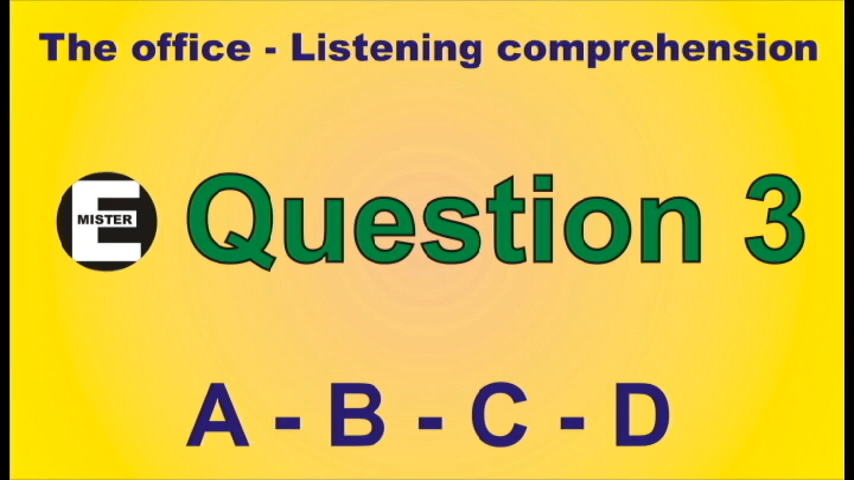 The office - Listening comprehension
MISTER
E
Question 3
A - B - C - D